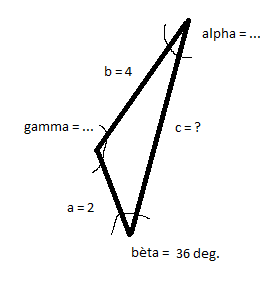 alpha = ...
b = 4
gamma = ...
c = ?
a = 2
bèta = 36 deg.